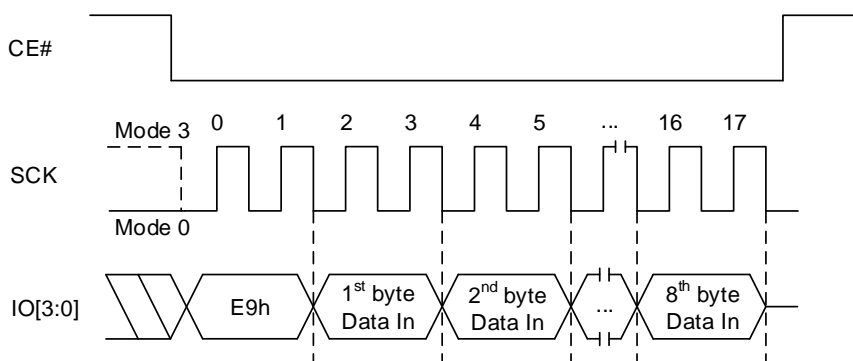 CE#
Mode 3
0 1 2 3 4 5 ... 16 17
SCK
Mode 0
IO[3:0]
E9h
1st byte
Data In
2nd byte
Data In
...
8th byte
Data In